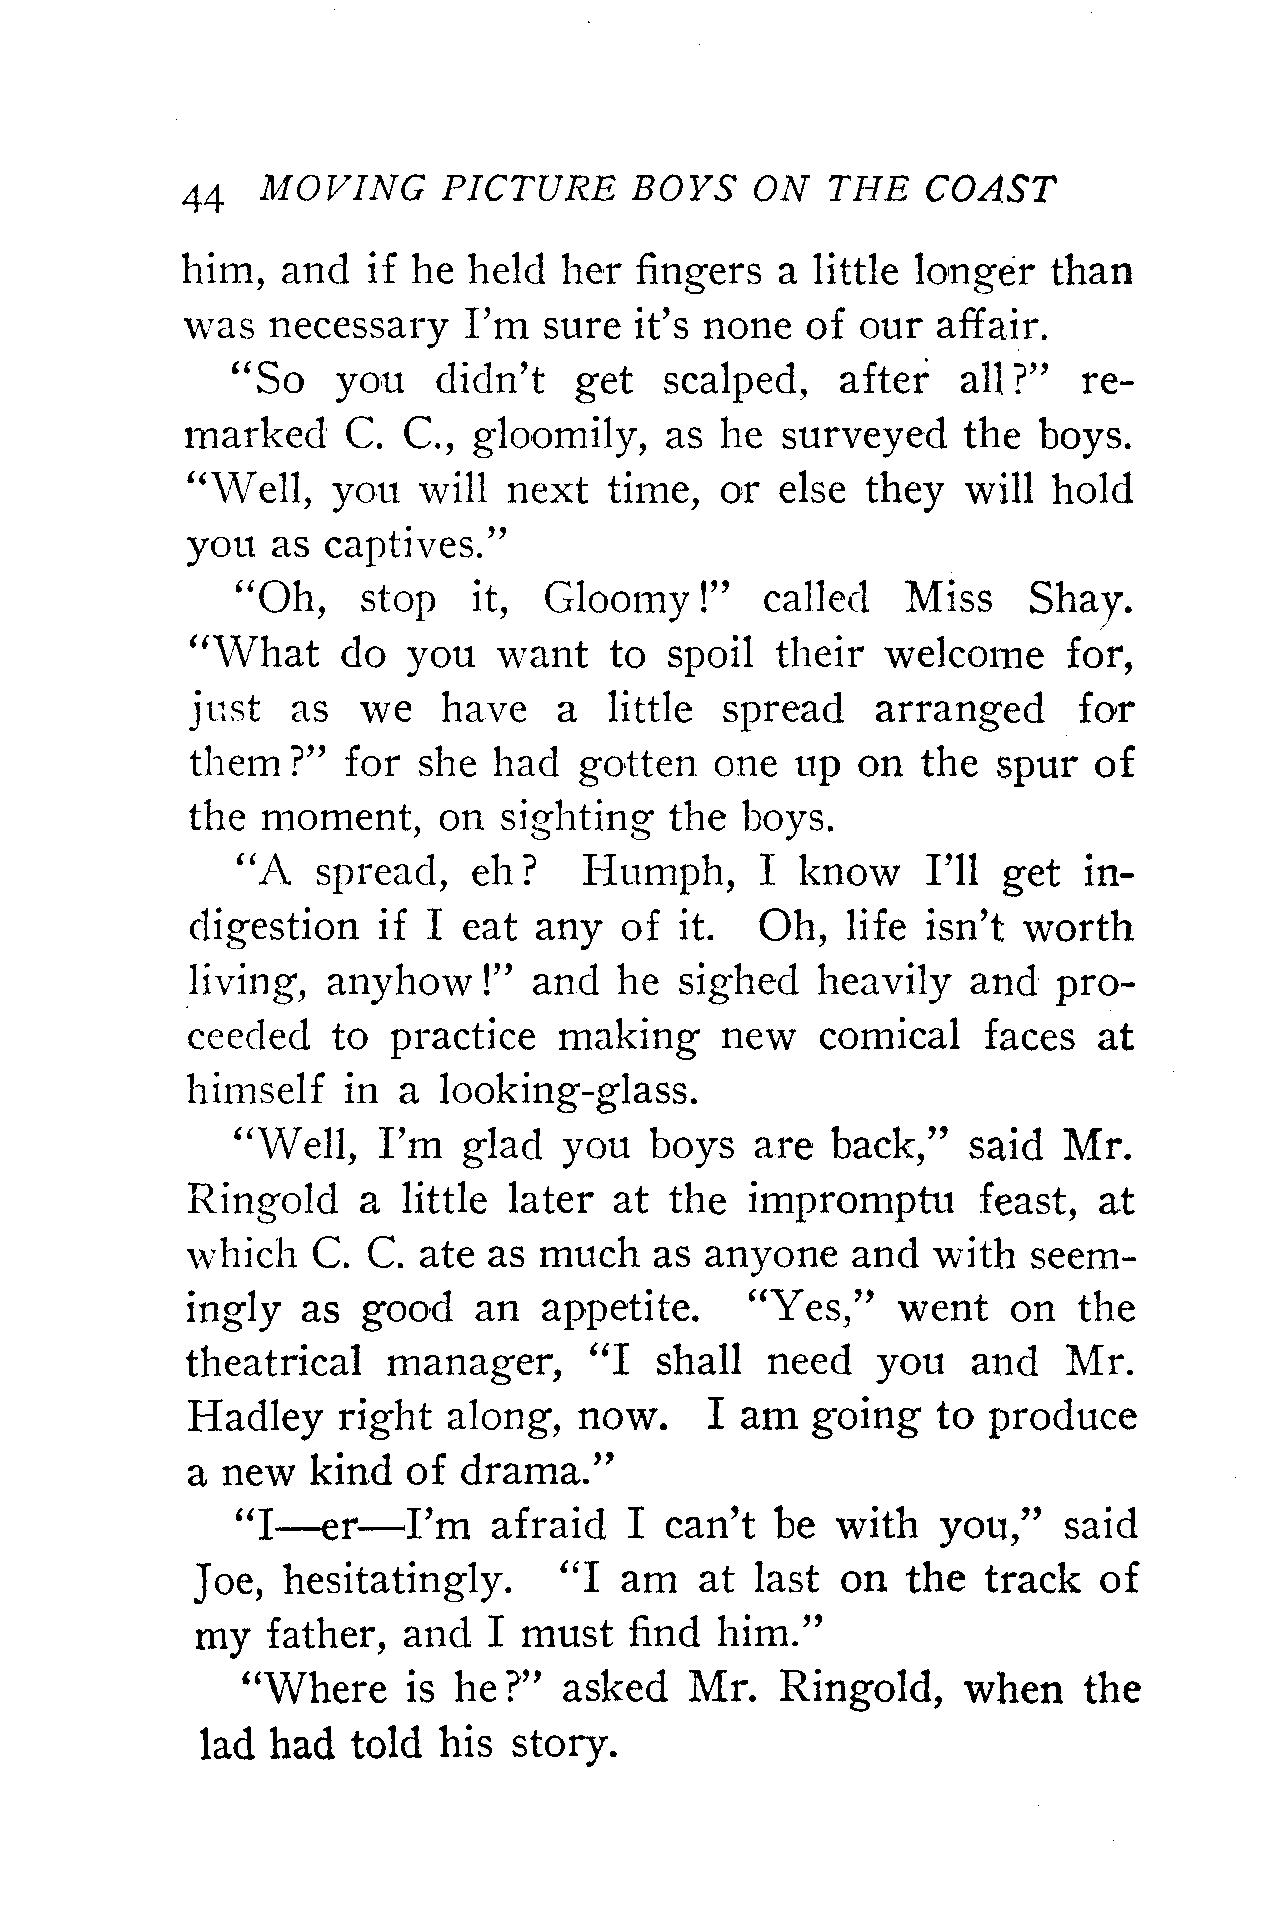 44 MOVING PICTURE BOYS ON THE COAST
him, and if he held her fingers a little longer than
was necessary I'm sure it's none of our affair.
"So you didn't get scalped, after all?" re-
marked C. C., gloomily, as he surveyed the boys.
"Well, you will next time, or else they will hold
you as captives."
"Oh, stop it, Gloomy!" called Miss Shay.
"What do you want to spoil their welcome for,
just as we have a little spread arranged for
them?" for she had gotten one up on the spur of
the moment, on sighting the boys.
"A spread, eh? Humph, I know I'll get in-
digestion if I eat any of it. Oh, life isn't worth
living, anyhow!" and he sighed heavily and pro-
ceeded to practice making new comical faces at
himself in a looking-glass.
"Well, I'm glad you boys are back," said Mr.
Ringold a little later at the impromptu feast, at
which C. C. ate as much as anyone and with seem-
ingly as good an appetite. "Yes," went on the
theatrical manager, "I shall need you and Mr.
Hadley right along, now. I am going to produce
a new kind of drama."
"I—er—I'm afraid I can't be with you," said
Joe, hesitatingly. "I am at last on the track of
my father, and I must find him."
"Where is he?" asked Mr. Ringold, when the
lad had told his story.